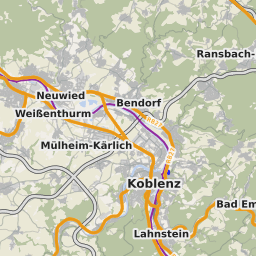 Ransbach-
Neuwied
Bendorf
Weißenthurm
Mülheim-Kärlich
Koblenz
Bad Em
Lahnstein